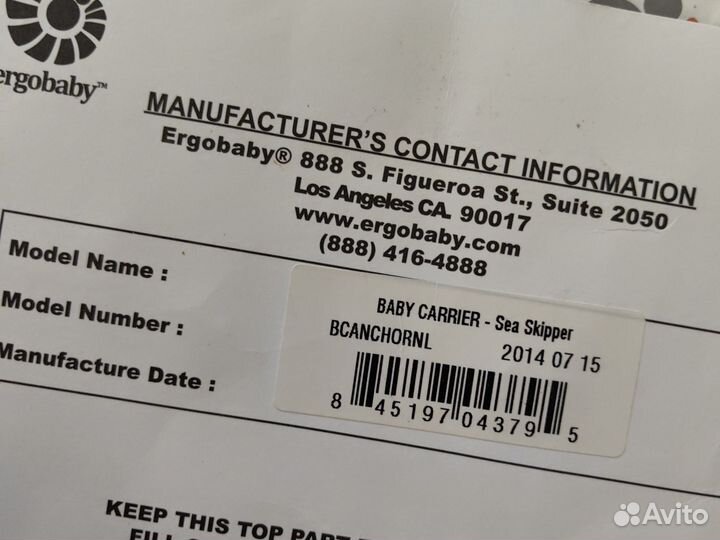 ergobaby™
MANUFACTURER'S CONTACT INFORMATION
Ergobaby® 888 S. Figueroa St., Suite 2050
Los Angeles CA. 90017
www.ergobaby.com
(888) 416-4888
Model Name :
Model Number :
Manufacture Date :
BABY CARRIER - Sea Skipper
BCANCHORNL 2014 07 15
8 45197 04379 5
KEEP THIS TOP PART
FILL
Avito